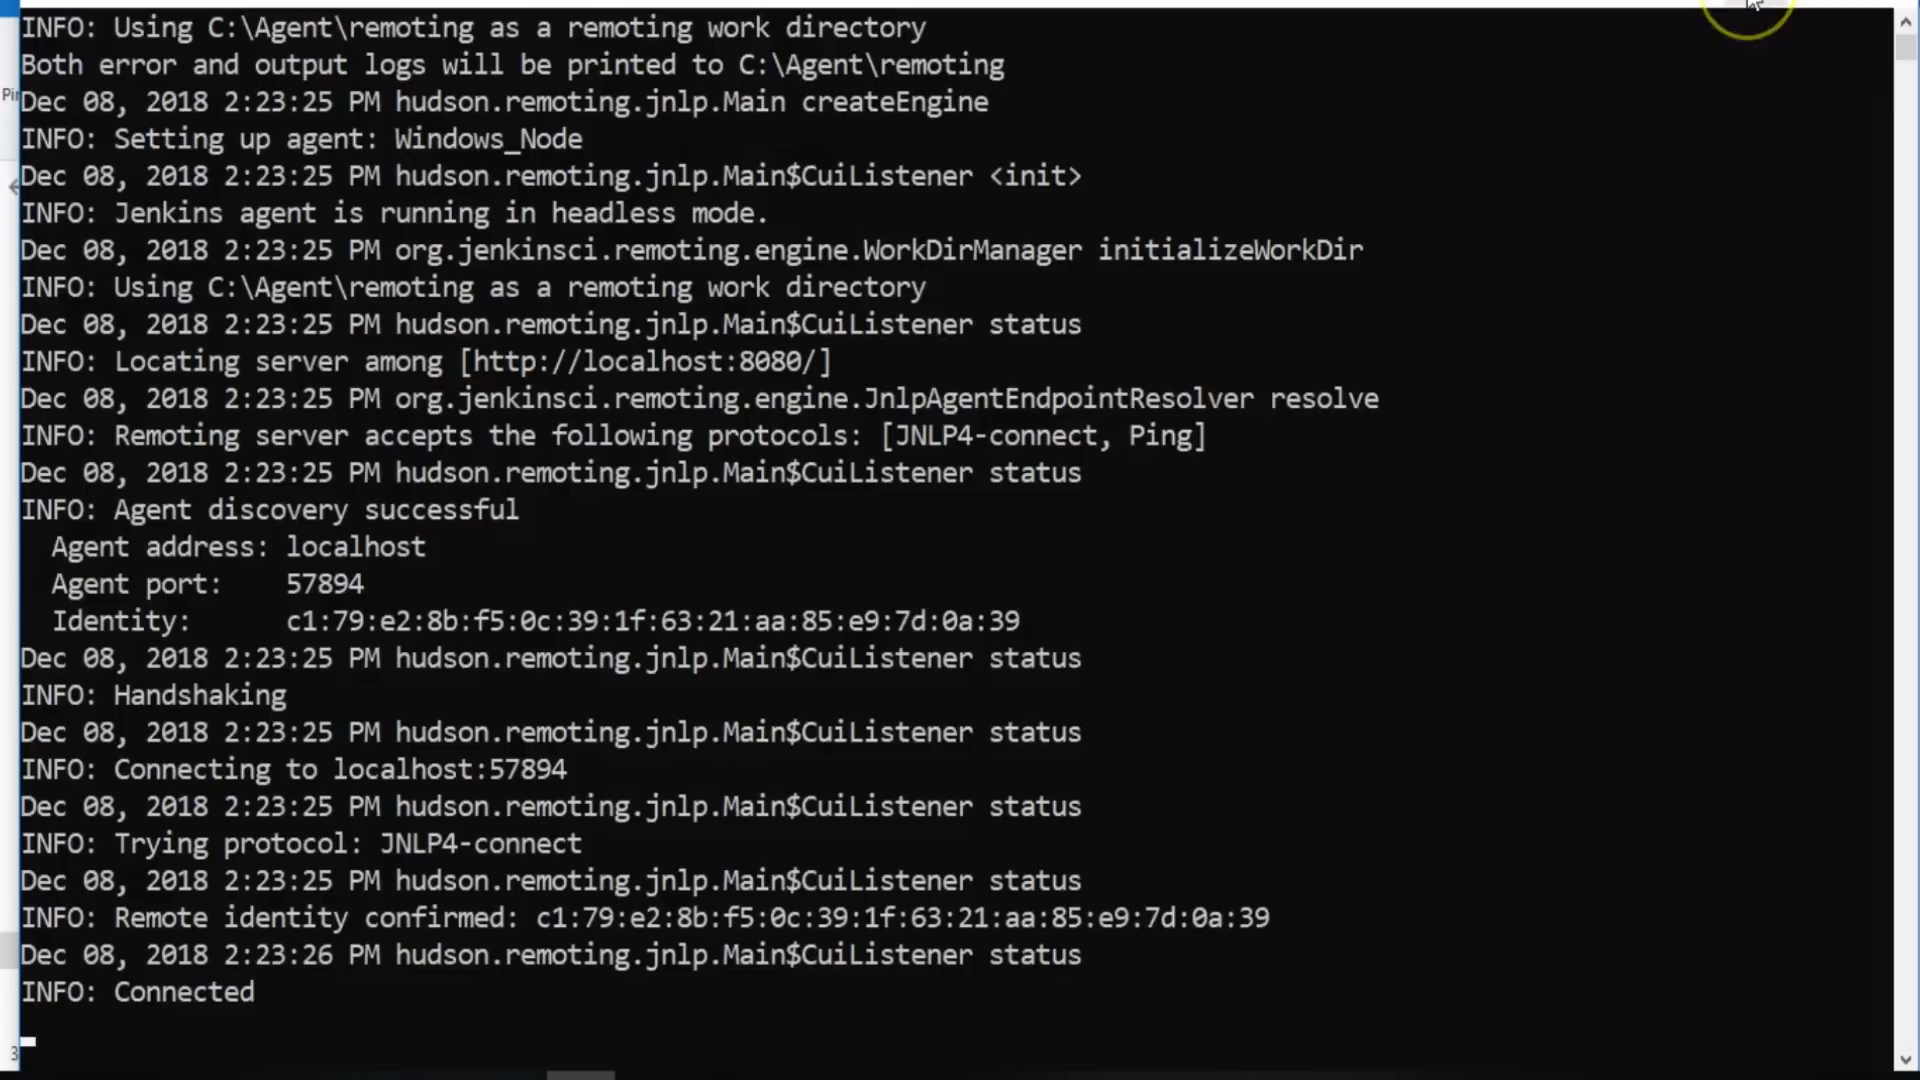 INFO: Using C:\Agent\remoting as a remoting work directory
Both error and output logs will be printed to C:\Agent\remoting
Dec 08, 2018 2:23:25 PM hudson.remoting.jnlp.Main createEngine
INFO: Setting up agent: Windows_Node
Dec 08, 2018 2:23:25 PM hudson.remoting.jnlp.Main$CuiListener <init>
INFO: Jenkins agent is running in headless mode.
Dec 08, 2018 2:23:25 PM org.jenkinsci.remoting.engine.WorkDirManager initializeWorkDir
INFO: Using C:\Agent\remoting as a remoting work directory
Dec 08, 2018 2:23:25 PM hudson.remoting.jnlp.Main$CuiListener status
INFO: Locating server among [http://localhost:8080/]
Dec 08, 2018 2:23:25 PM org.jenkinsci.remoting.engine.JnlpAgentEndpointResolver resolve
INFO: Remoting server accepts the following protocols: [JNLP4-connect, Ping]
Dec 08, 2018 2:23:25 PM hudson.remoting.jnlp.Main$CuiListener status
INFO: Agent discovery successful
Agent address: localhost
Agent port: 57894
Identity: c1:79:e2:8b:f5:0c:39:1f:63:21:aa:85:e9:7d:0a:39
Dec 08, 2018 2:23:25 PM hudson.remoting.jnlp.Main$CuiListener status
INFO: Handshaking
Dec 08, 2018 2:23:25 PM hudson.remoting.jnlp.Main$CuiListener status
INFO: Connecting to localhost:57894
Dec 08, 2018 2:23:25 PM hudson.remoting.jnlp.Main$CuiListener status
INFO: Trying protocol: JNLP4-connect
Dec 08, 2018 2:23:25 PM hudson.remoting.jnlp.Main$CuiListener status
INFO: Remote identity confirmed: c1:79:e2:8b:f5:0c:39:1f:63:21:aa:85:e9:7d:0a:39
Dec 08, 2018 2:23:26 PM hudson.remoting.jnlp.Main$CuiListener status
INFO: Connected